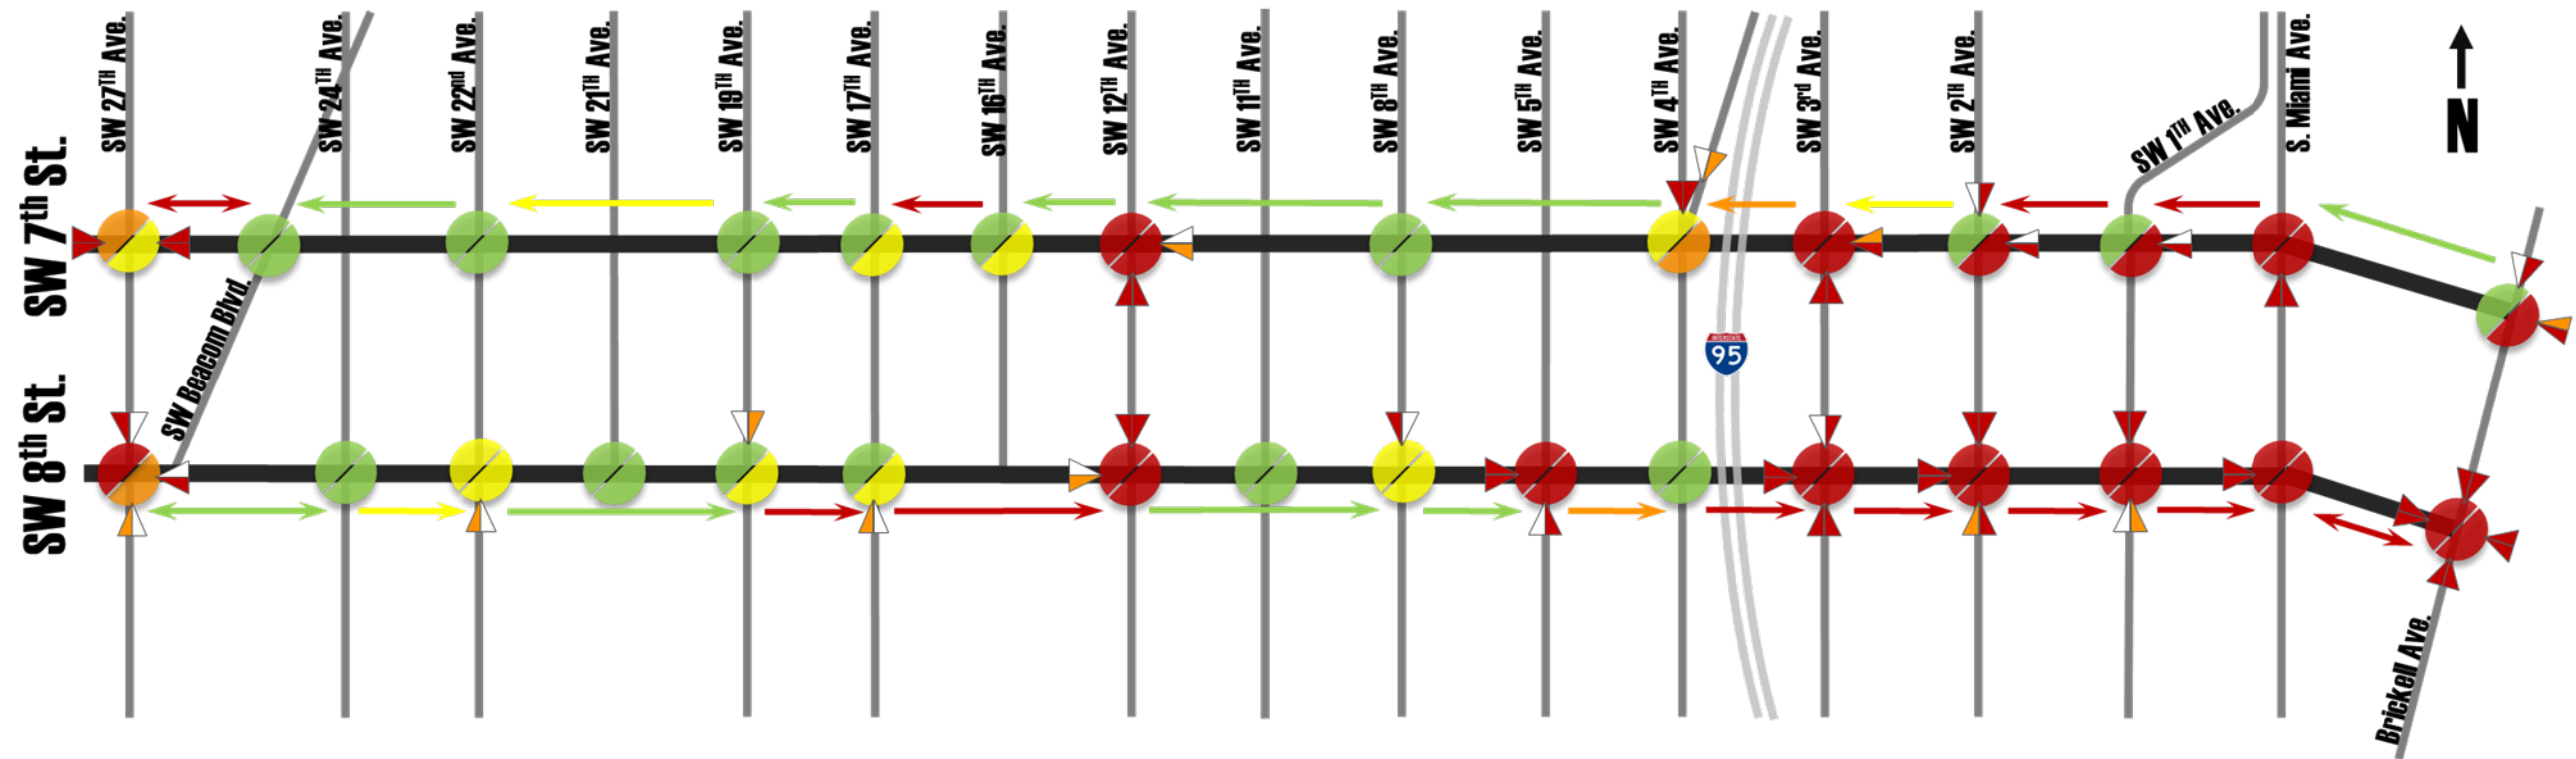 SW 27TH Ave.
SW 24TH Ave.
SW 22nd Ave.
SW 21TH Ave.
SW 19TH Ave.
SW 17TH Ave.
SW 16TH Ave.
SW 12TH Ave.
SW 11TH Ave.
SW 8TH Ave.
SW 5TH Ave.
SW 4TH Ave.
SW 3rd Ave.
SW 2TH Ave.
SW 1TH Ave.
S. Miami Ave.
N
SW 7th St.
SW Beacom Blvd.
INTERSTATE
95
SW 8th St.
Brickell Ave.